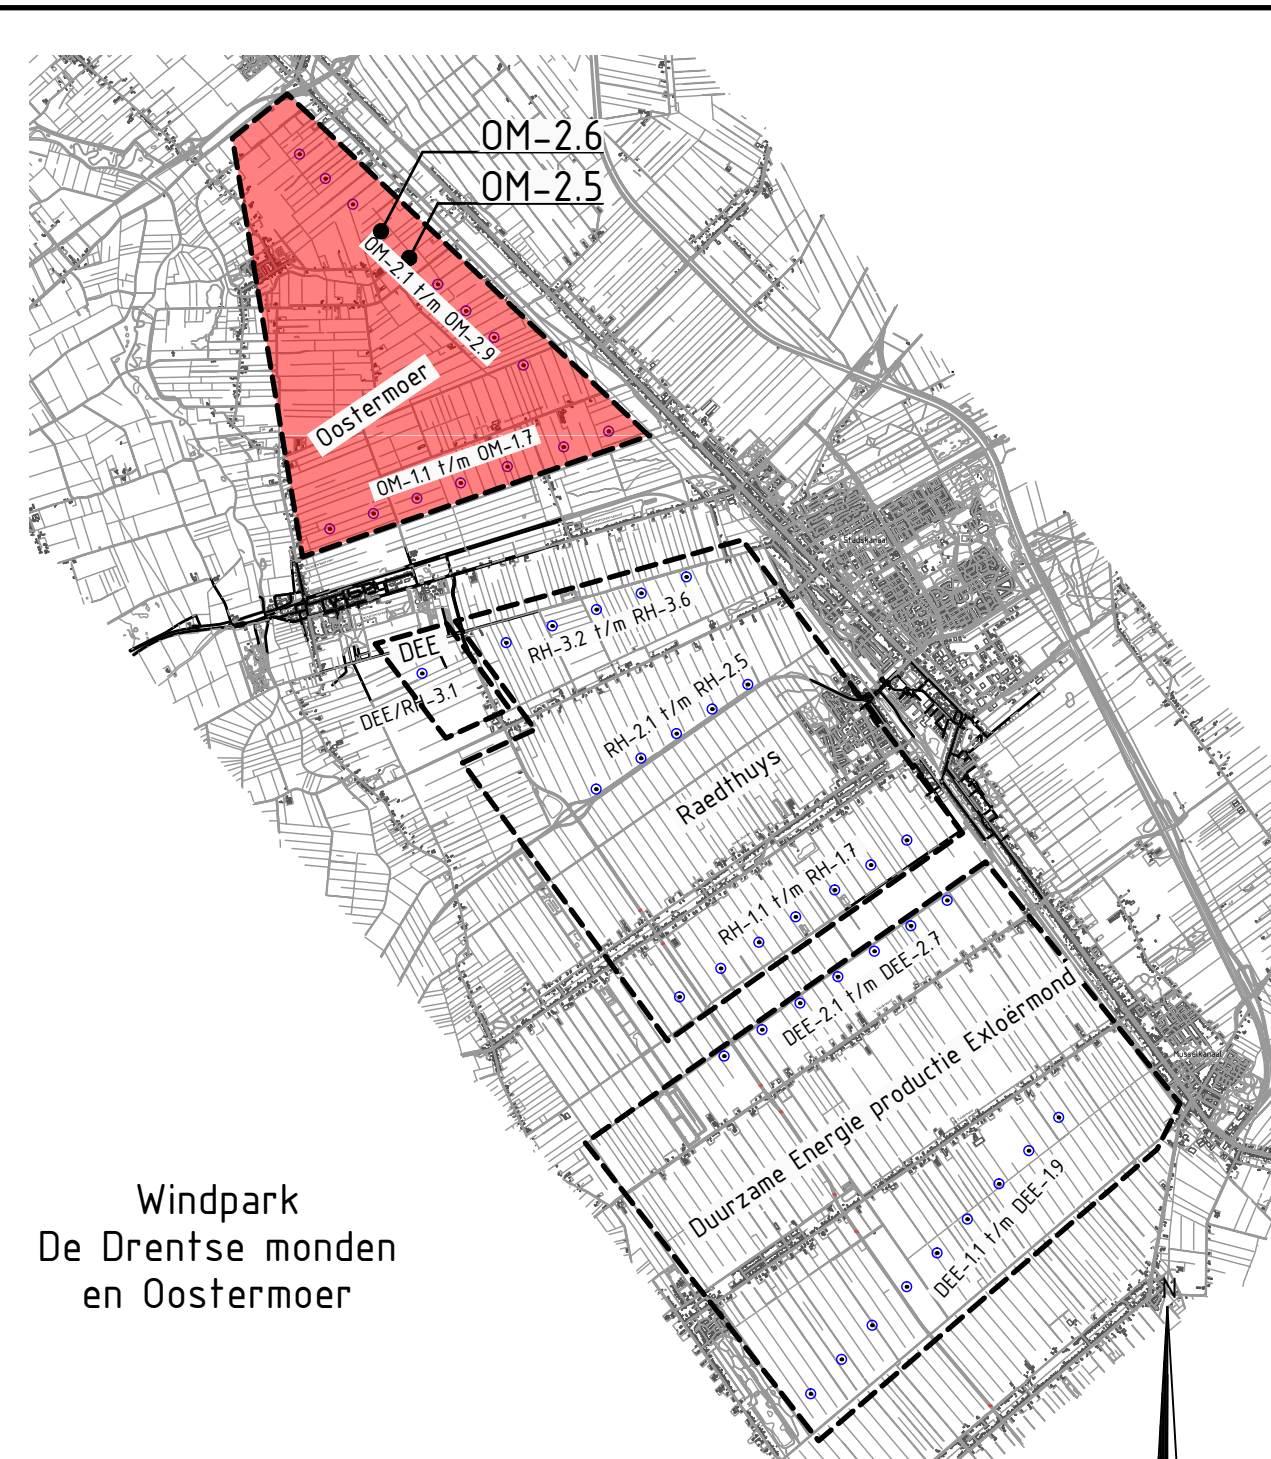 OM-2.6
OM-2.5
OM-2.1 t/m OM-2.9
Oostermoer
OM-1.1 t/m OM-1.7
Stadskanaal
DEE
DEE/RH-3.1
RH-3.2 t/m RH-3.6
RH-2.1 t/m RH-2.5
Raedthuys
RH-1.1 t/m RH-1.7
DEE-2.1 t/m DEE-2.7
Duurzame Energie productie Exloërmond
Musselkanaal
DEE-1.1 t/m DEE-1.9
Windpark
De Drentse monden
en Oostermoer
N